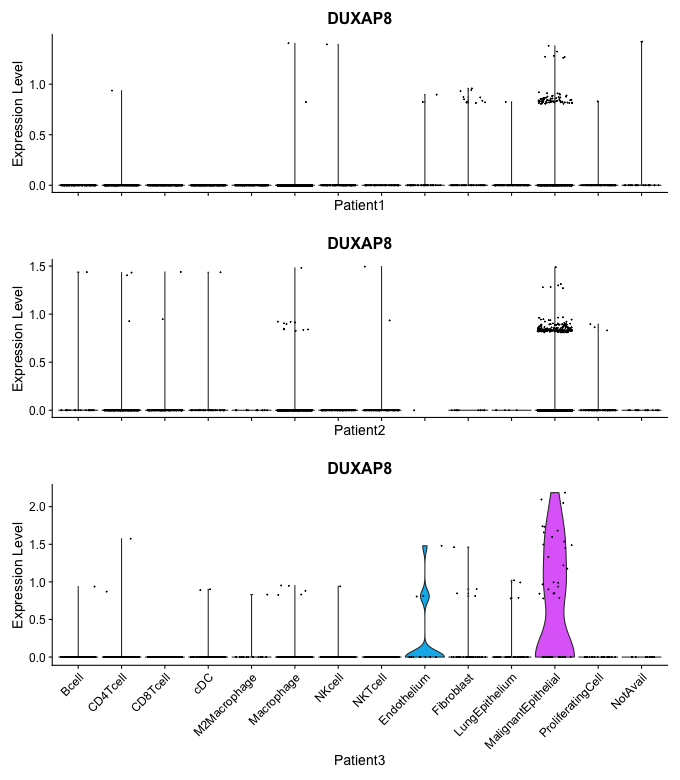 DUXAP8
Expression Level
1.0
0.5
0.0
Patient1
DUXAP8
Expression Level
1.5
1.0
0.5
0.0
Patient2
DUXAP8
Expression Level
2.0
1.5
1.0
0.5
0.0
Bcell
CD4Tcell
CD8Tcell
cDC
M2Macrophage
Macrophage
NKcell
NKTcell
Endothelium
Fibroblast
LungEpithelium
MalignantEpithelial
ProliferatingCell
NotAvail
Patient3